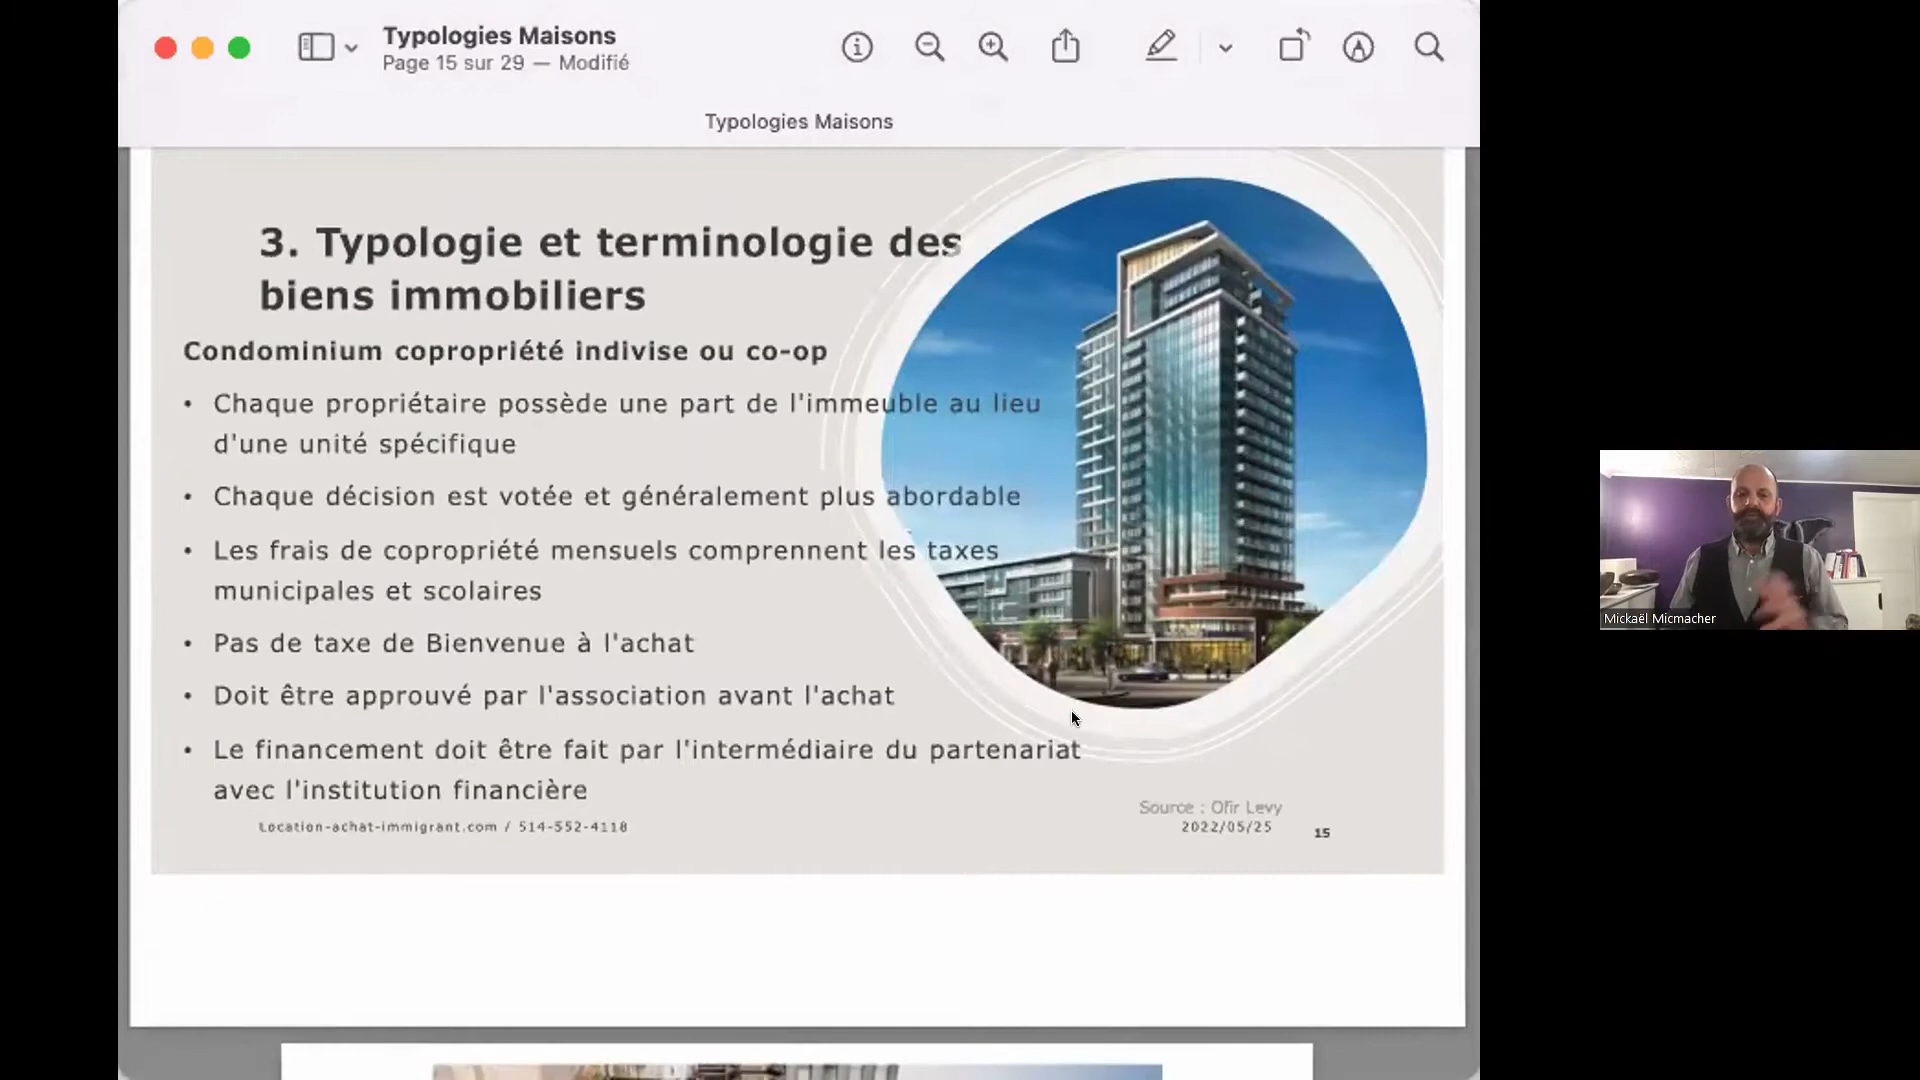 Typologies Maisons
Page 15 sur 29 — Modifié
Typologies Maisons
3. Typologie et terminologie des
biens immobiliers
Condominium copropriété indivise ou co-op
• Chaque propriétaire possède une part de l'immeuble au lieu
d'une unité spécifique
• Chaque décision est votée et généralement plus abordable
• Les frais de copropriété mensuels comprennent les taxes
municipales et scolaires
• Pas de taxe de Bienvenue à l'achat
• Doit être approuvé par l'association avant l'achat
• Le financement doit être fait par l'intermédiaire du partenariat
avec l'institution financière
Location-achat-immigrant.com / 514-552-4118
Source : Ofir Levy
2022/05/25
15
Mickaël Micmacher